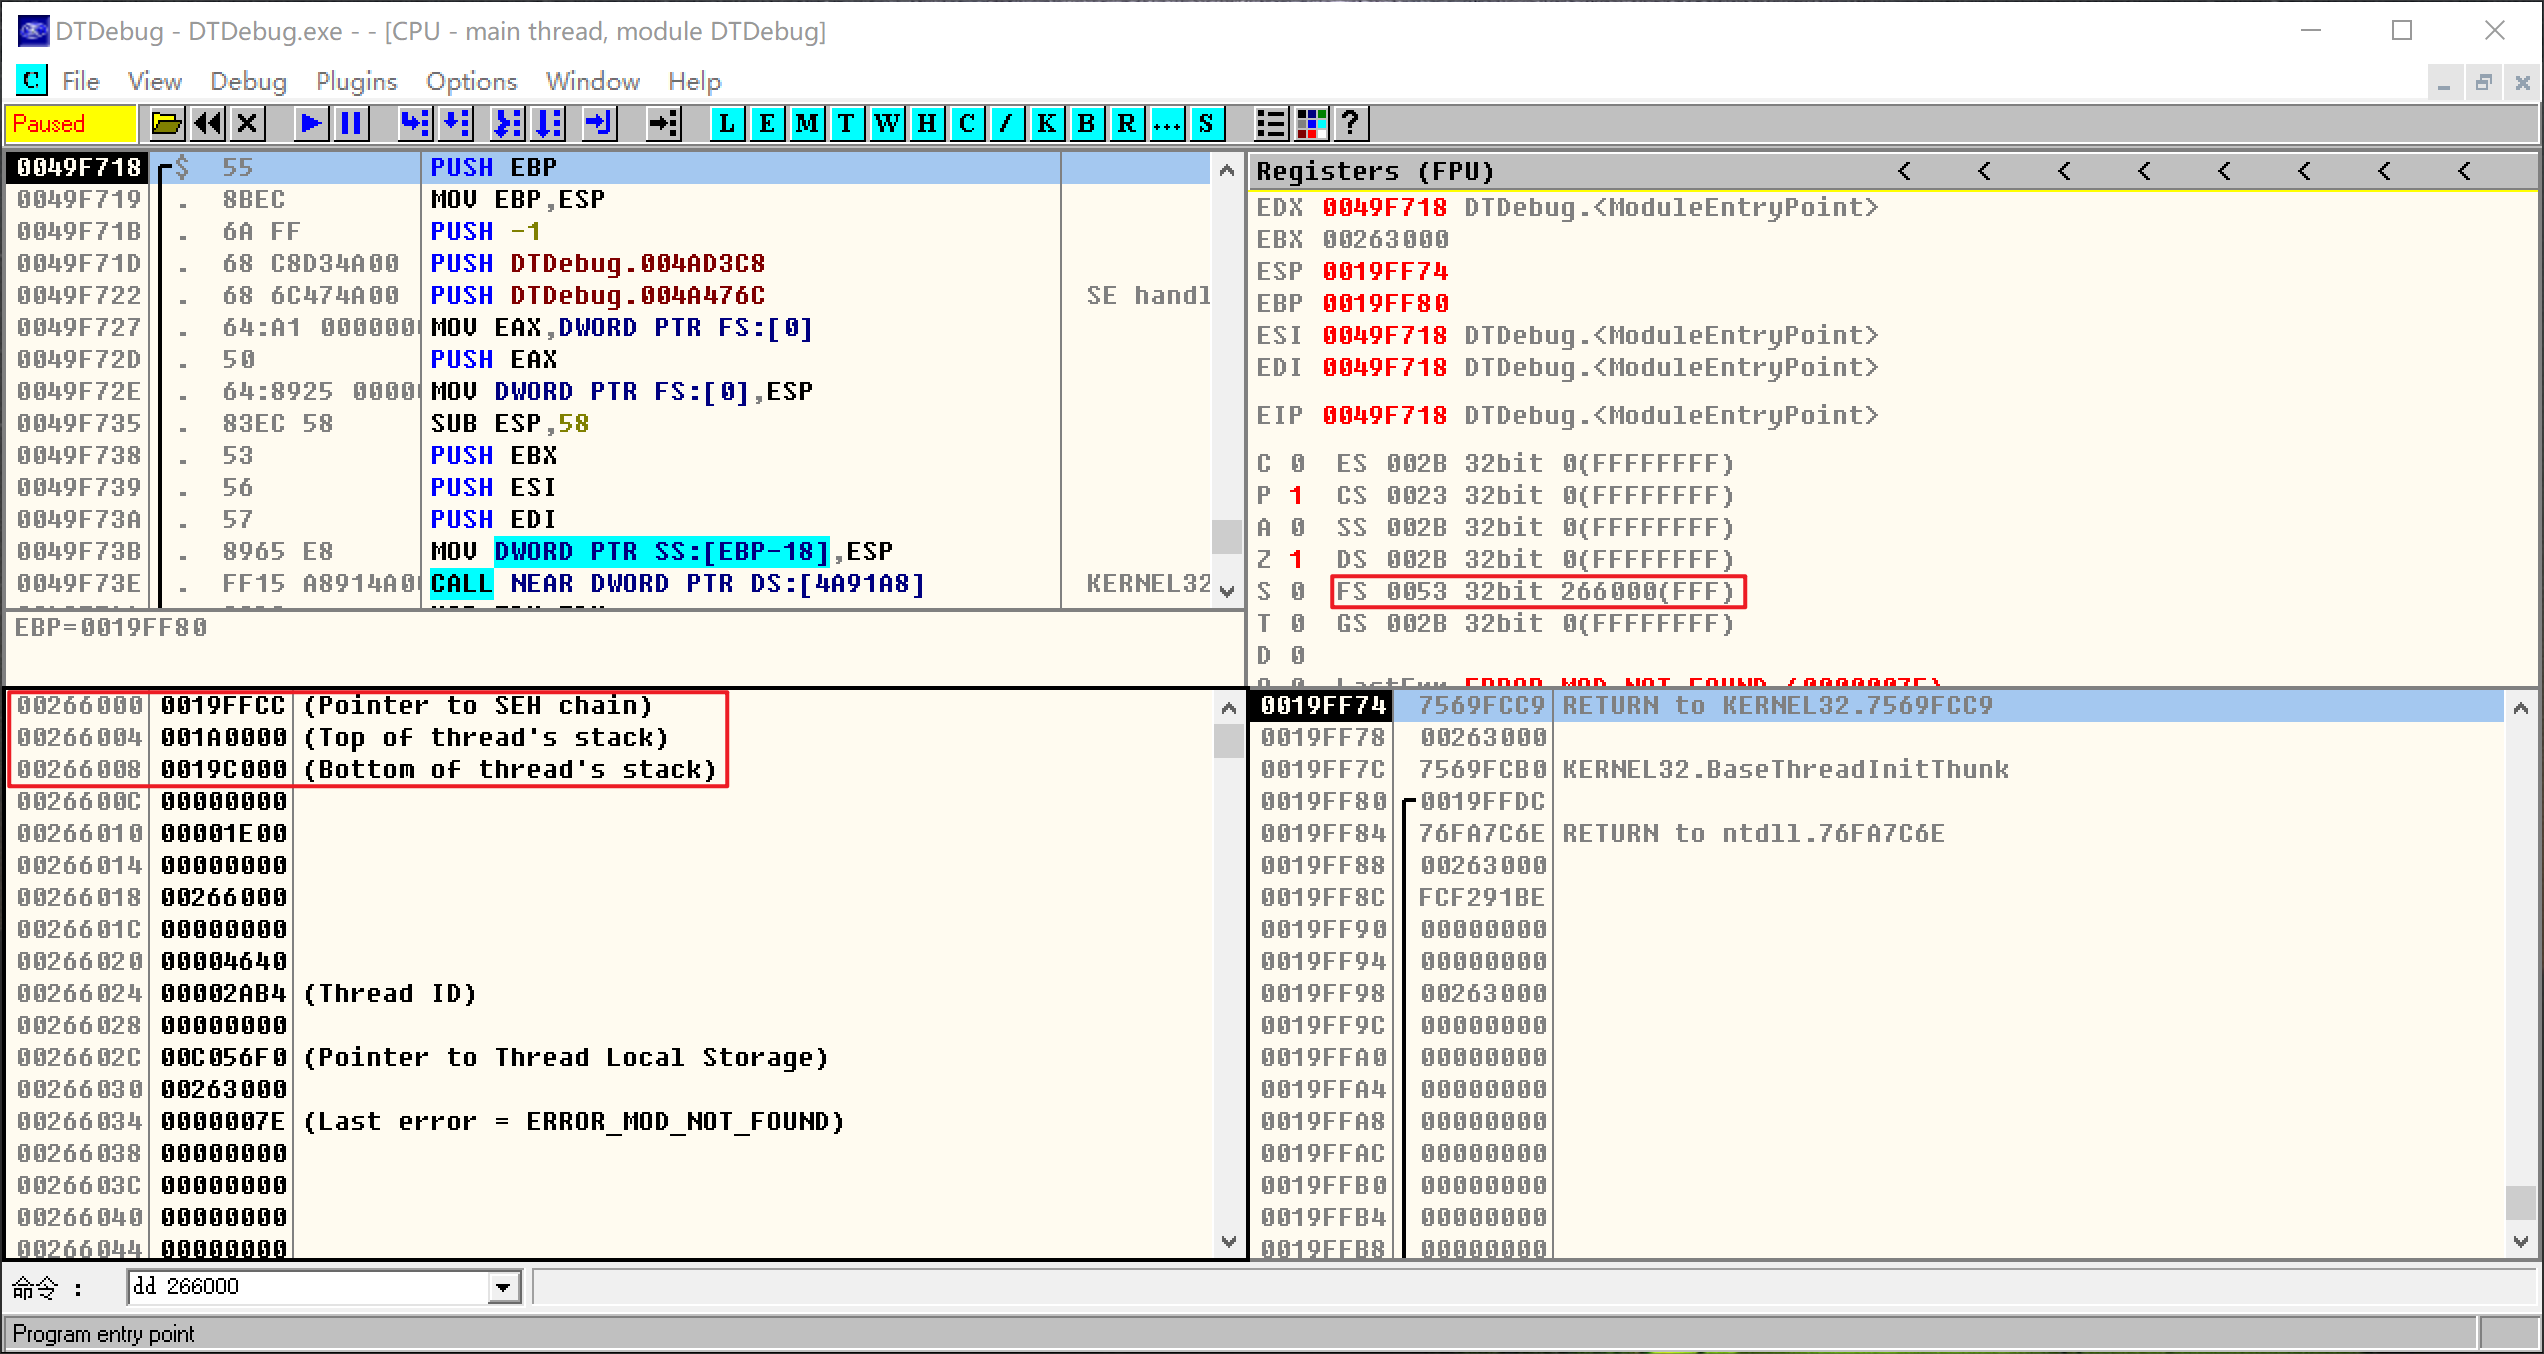 DTDebug - DTDebug.exe - - [CPU - main thread, module DTDebug]
C File View Debug Plugins Options Window Help
Paused L E M T W H C / K B R ... S ?
0049F718 $ 55 PUSH EBP
0049F719 . 8BEC MOV EBP,ESP
0049F71B . 6A FF PUSH -1
0049F71D . 68 C8D34A00 PUSH DTDebug.004AD3C8
0049F722 . 68 6C474A00 PUSH DTDebug.004A476C SE handl
0049F727 . 64:A1 0000000 MOV EAX,DWORD PTR FS:[0]
0049F72D . 50 PUSH EAX
0049F72E . 64:8925 0000 MOV DWORD PTR FS:[0],ESP
0049F735 . 83EC 58 SUB ESP,58
0049F738 . 53 PUSH EBX
0049F739 . 56 PUSH ESI
0049F73A . 57 PUSH EDI
0049F73B . 8965 E8 MOV DWORD PTR SS:[EBP-18],ESP
0049F73E . FF15 A8914A0 CALL NEAR DWORD PTR DS:[4A91A8] KERNEL32
EBP=0019FF80
Registers (FPU) < < < < < < < <
EDX 0049F718 DTDebug.<ModuleEntryPoint>
EBX 00263000
ESP 0019FF74
EBP 0019FF80
ESI 0049F718 DTDebug.<ModuleEntryPoint>
EDI 0049F718 DTDebug.<ModuleEntryPoint>
EIP 0049F718 DTDebug.<ModuleEntryPoint>
C 0 ES 002B 32bit 0(FFFFFFFF)
P 1 CS 0023 32bit 0(FFFFFFFF)
A 0 SS 002B 32bit 0(FFFFFFFF)
Z 1 DS 002B 32bit 0(FFFFFFFF)
S 0 FS 0053 32bit 266000(FFF)
T 0 GS 002B 32bit 0(FFFFFFFF)
D 0
O 0 LastErr ERROR_MOD_NOT_FOUND (0000007E)
00266000 0019FFCC (Pointer to SEH chain)
00266004 001A0000 (Top of thread's stack)
00266008 0019C000 (Bottom of thread's stack)
0026600C 00000000
00266010 00001E00
00266014 00000000
00266018 00266000
0026601C 00000000
00266020 00004640
00266024 00002AB4 (Thread ID)
00266028 00000000
0026602C 00C056F0 (Pointer to Thread Local Storage)
00266030 00263000
00266034 0000007E (Last error = ERROR_MOD_NOT_FOUND)
00266038 00000000
0026603C 00000000
00266040 00000000
00266044 00000000
0019FF74 7569FCC9 RETURN to KERNEL32.7569FCC9
0019FF78 00263000
0019FF7C 7569FCB0 KERNEL32.BaseThreadInitThunk
0019FF80 0019FFDC
0019FF84 76FA7C6E RETURN to ntdll.76FA7C6E
0019FF88 00263000
0019FF8C FCF291BE
0019FF90 00000000
0019FF94 00000000
0019FF98 00263000
0019FF9C 00000000
0019FFA0 00000000
0019FFA4 00000000
0019FFA8 00000000
0019FFAC 00000000
0019FFB0 00000000
0019FFB4 00000000
0019FFB8 00000000
命令 : dd 266000
Program entry point